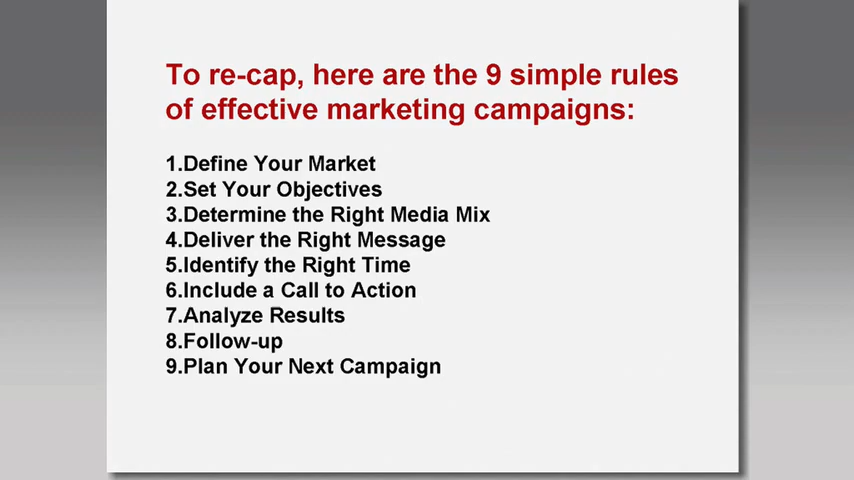 To re-cap, here are the 9 simple rules
of effective marketing campaigns:
1.Define Your Market
2.Set Your Objectives
3.Determine the Right Media Mix
4.Deliver the Right Message
5.Identify the Right Time
6.Include a Call to Action
7.Analyze Results
8.Follow-up
9.Plan Your Next Campaign